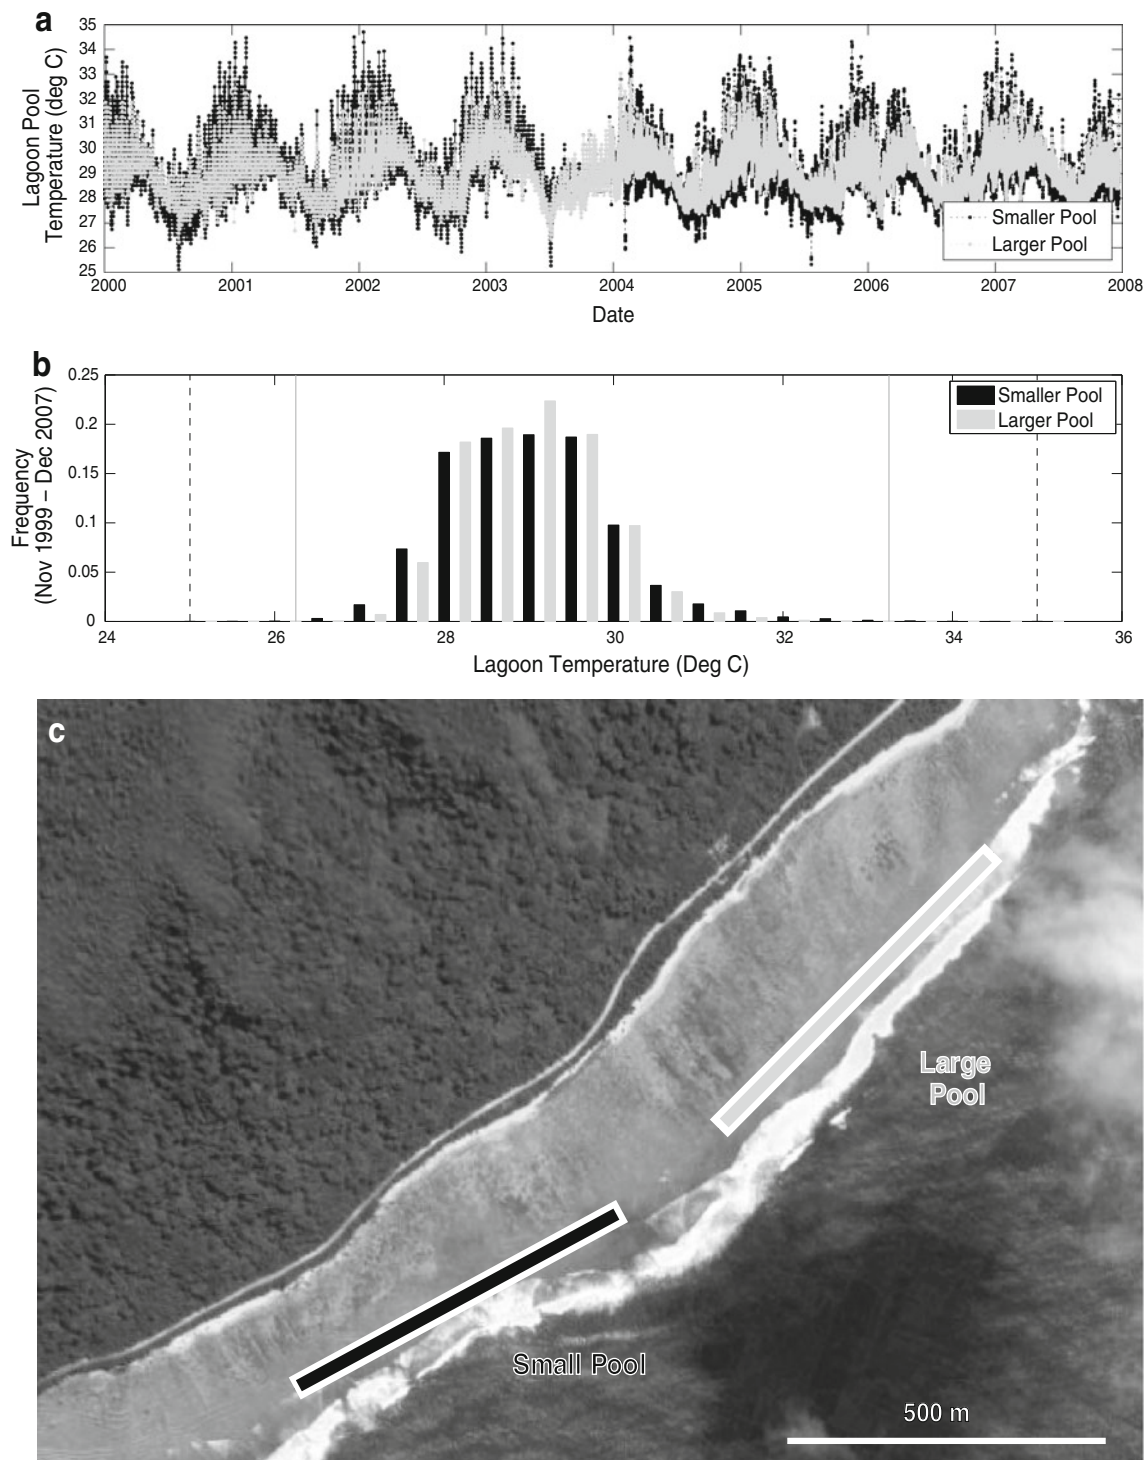 a
Lagoon Pool
Temperature (deg C)
35
34
33
32
31
30
29
28
27
26
25
2000 2001 2002 2003 2004 2005 2006 2007 2008
Smaller Pool
Larger Pool
Date
b
Frequency
(Nov 1999 – Dec 2007)
0.25
0.2
0.15
0.1
0.05
0
24 26 28 30 32 34 36
Smaller Pool
Larger Pool
Lagoon Temperature (Deg C)
c
Large
Pool
Small Pool
500 m